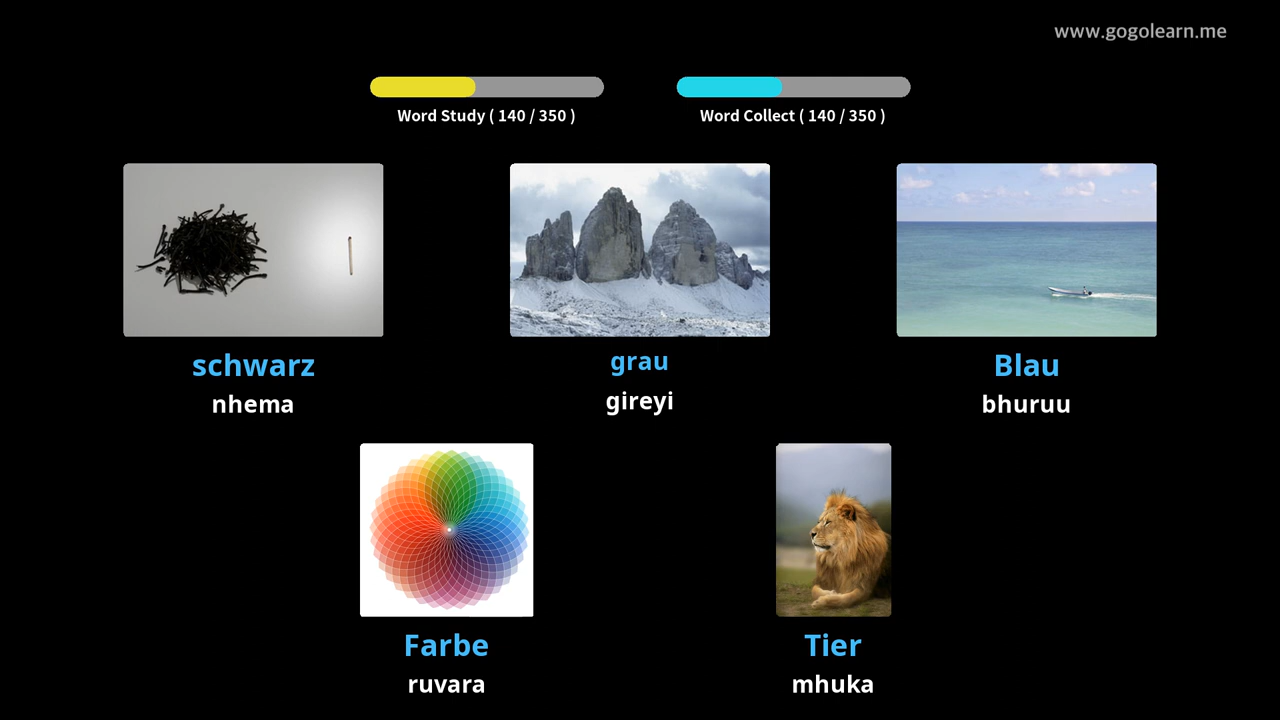 www.gogolearn.me
Word Study ( 140 / 350 )
Word Collect ( 140 / 350 )
schwarz
nhema
grau
gireyi
Blau
bhuruu
Farbe
ruvara
Tier
mhuka